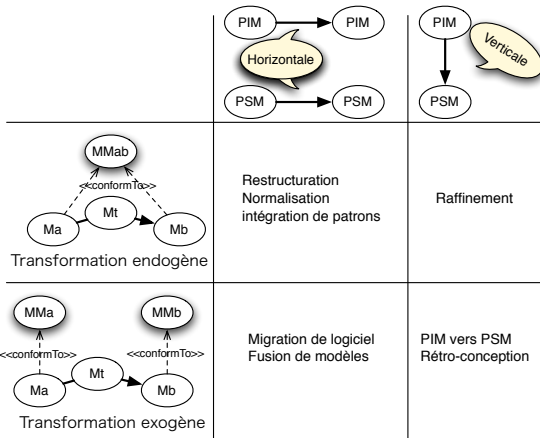 PIM PIM PIM
Horizontale Verticale
PSM PSM PSM
MMab
<<conformTo>>
Mt
Ma Mb
Transformation endogène
Restructuration
Normalisation
intégration de patrons
Raffinement
MMa MMb
<<conformTo>> <<conformTo>>
Mt
Ma Mb
Transformation exogène
Migration de logiciel
Fusion de modèles
PIM vers PSM
Rétro-conception